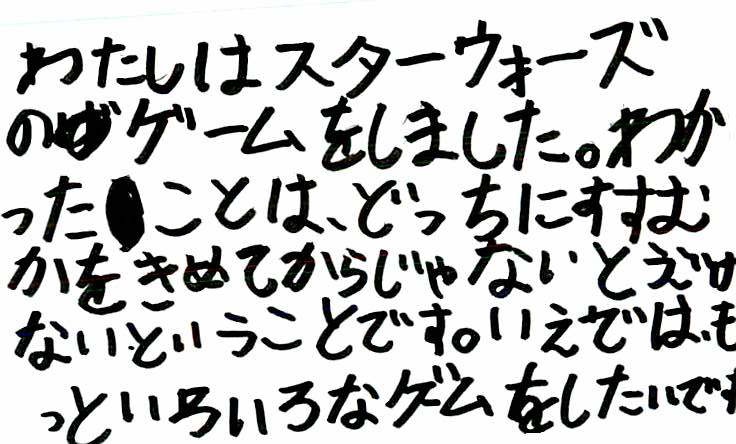 わたしはスターウォーズ
のゲームをしました。わか
ったことは、どっちにすすむ
かをきめてからじゃないと
ないということです。いえでは、も
っといろいろなゲムをしたいです